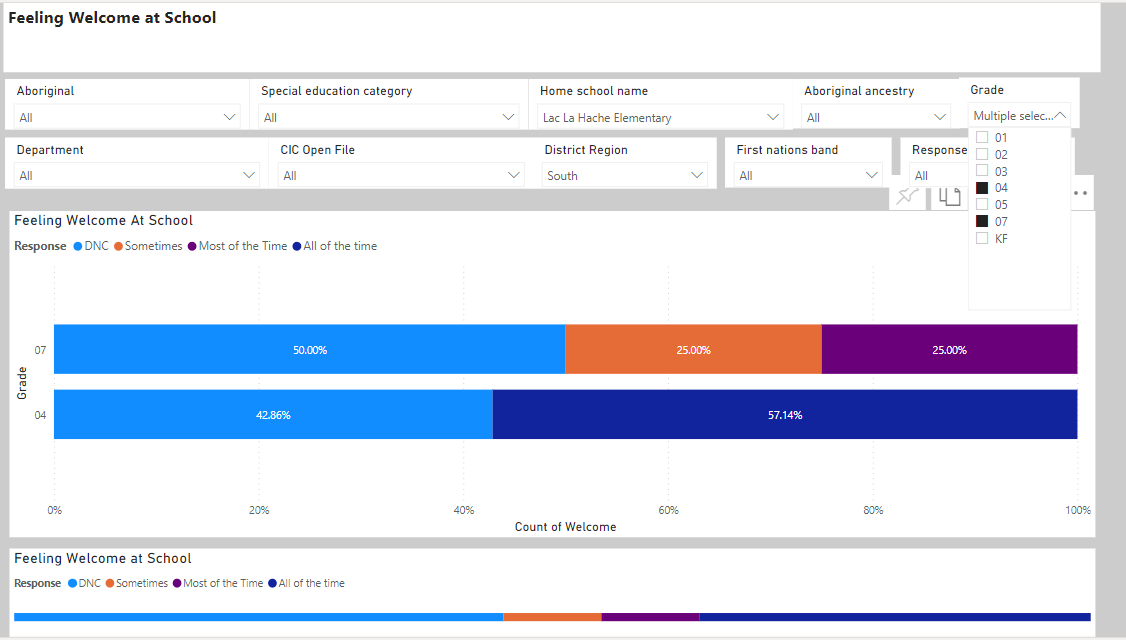 Feeling Welcome at School
Aboriginal
Special education category
Home school name
Aboriginal ancestry
Grade
All
All
Lac La Hache Elementary
All
Multiple selec...
01
02
03
04
05
07
KF
Department
CIC Open File
District Region
First nations band
Response
All
All
South
All
All
Feeling Welcome At School
Response DNC Sometimes Most of the Time All of the time
Grade
07
50.00%
25.00%
25.00%
04
42.86%
57.14%
0%
20%
40%
60%
80%
100%
Count of Welcome
Feeling Welcome at School
Response DNC Sometimes Most of the Time All of the time